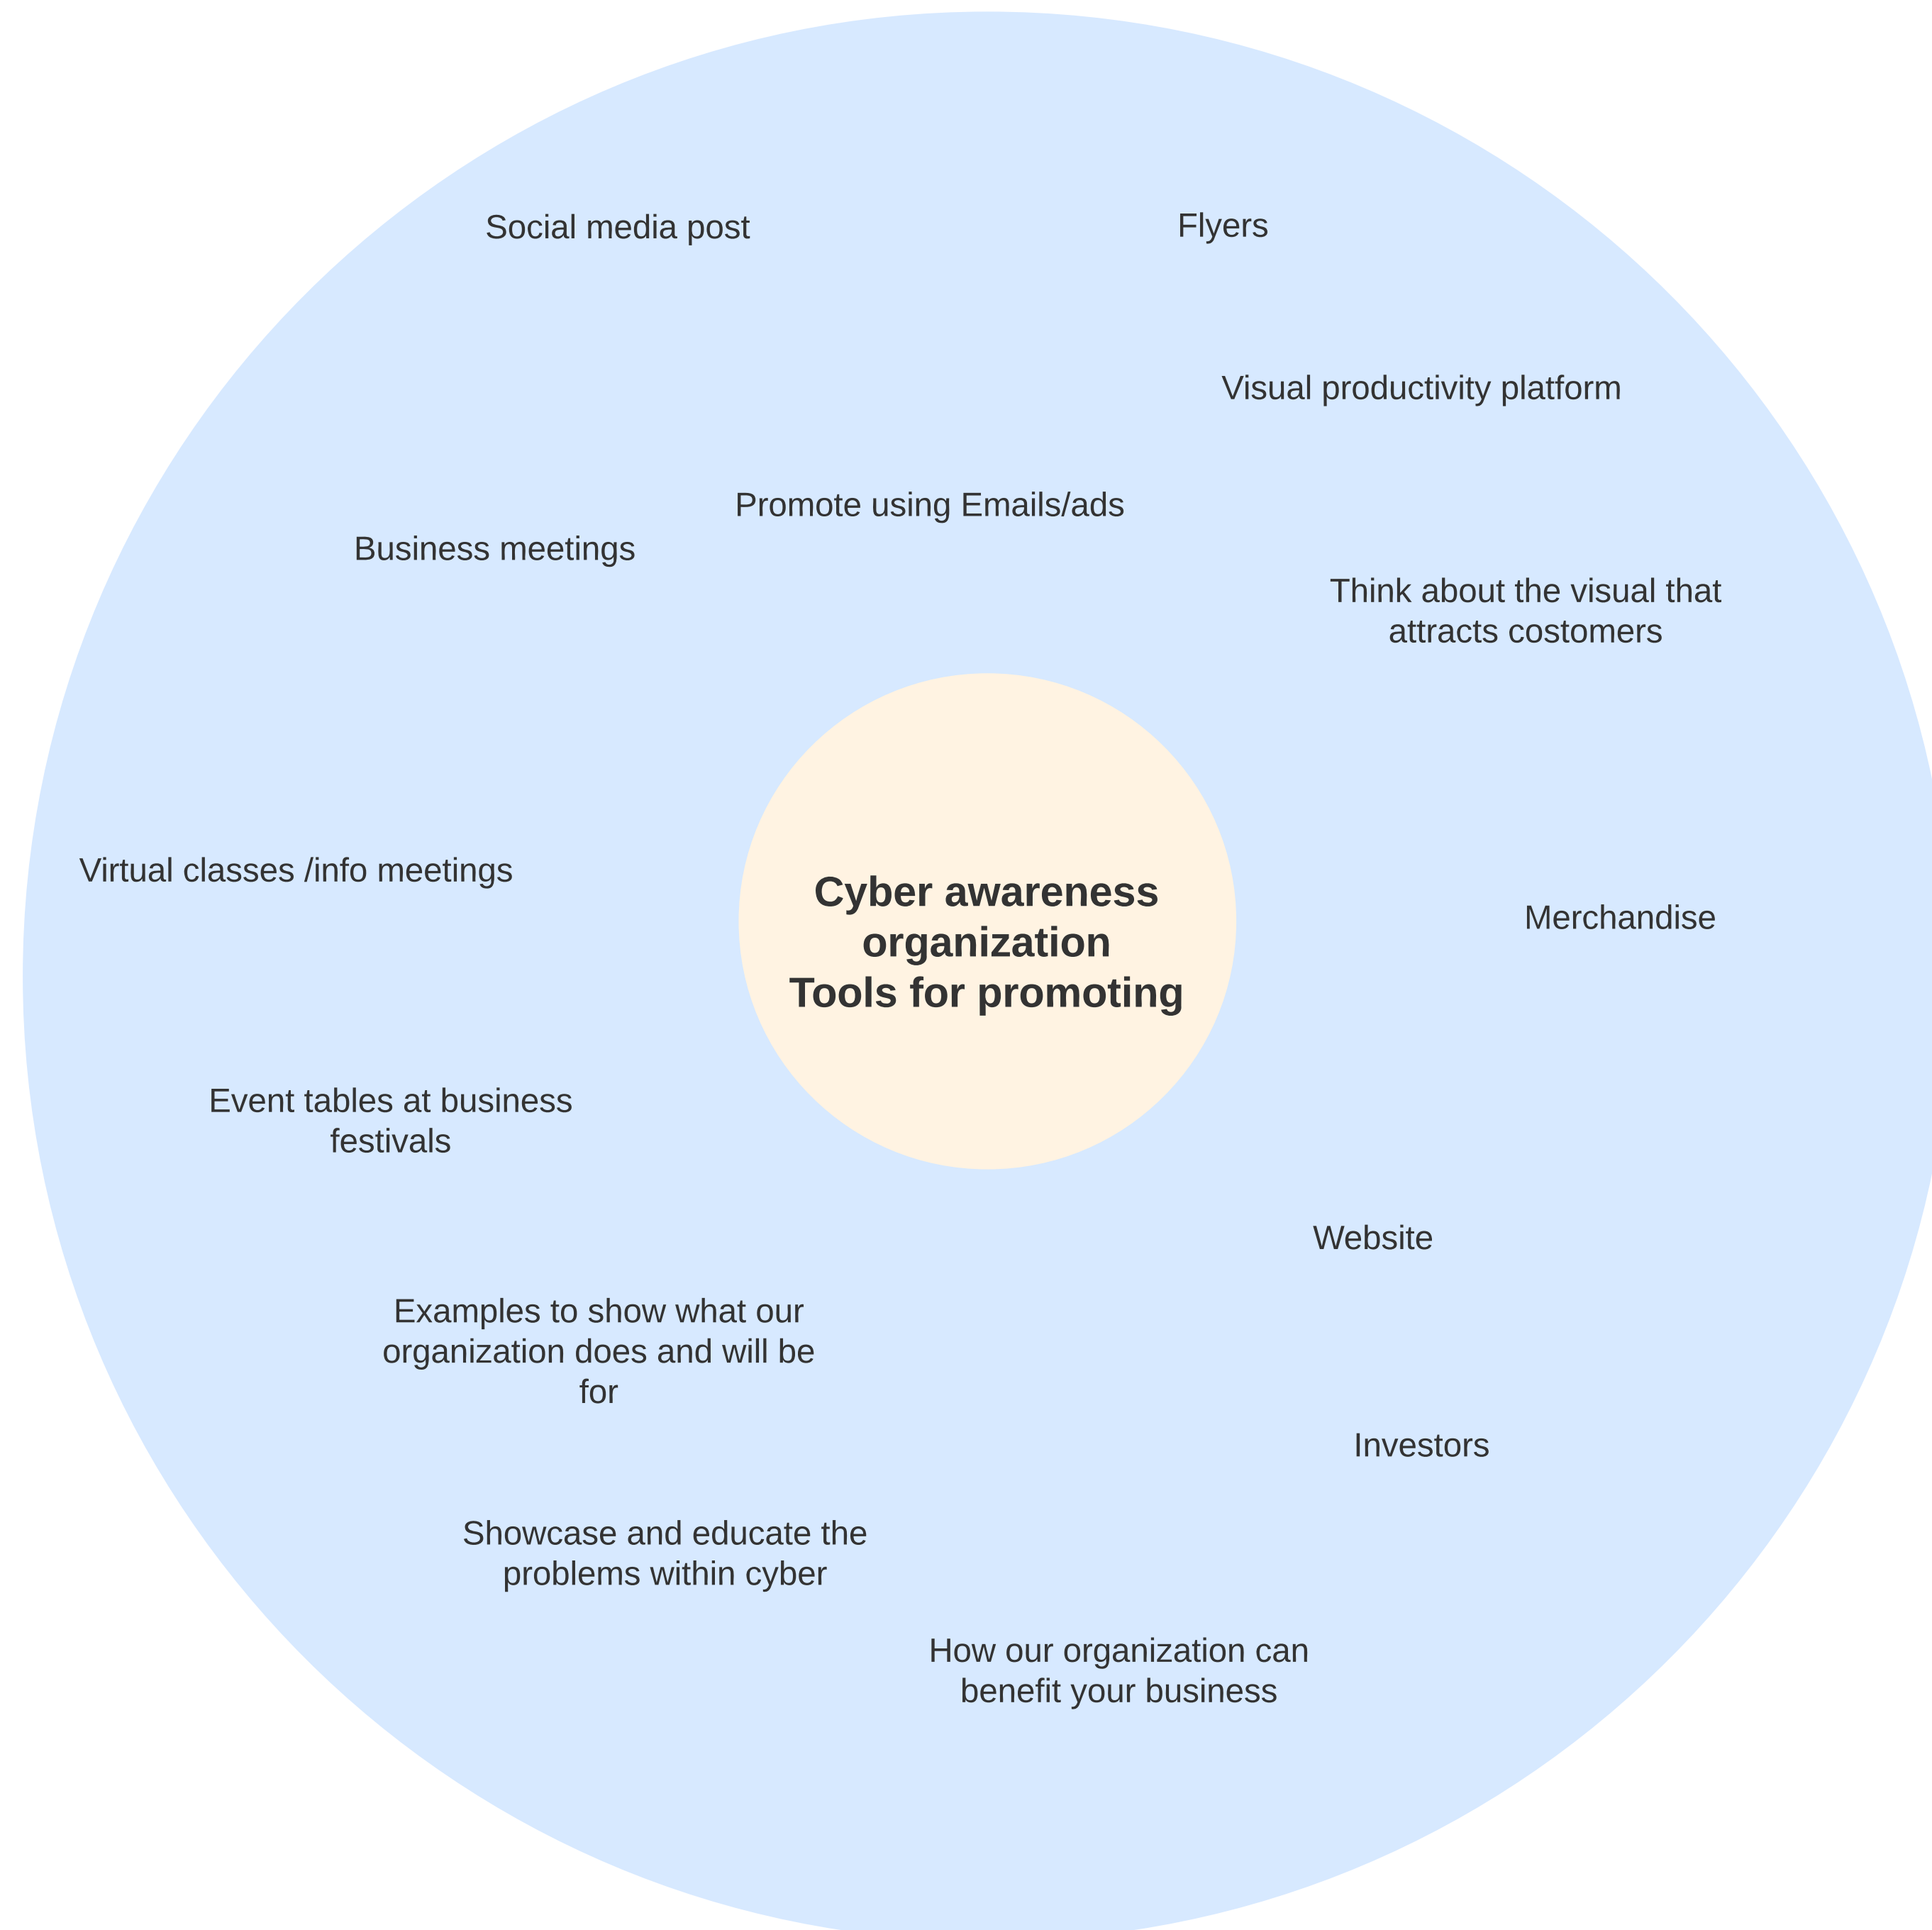 Social media post
Flyers
Visual productivity platform
Promote using Emails/ads
Business meetings
Think about the visual that
attracts costomers
Virtual classes /info meetings
Cyber awareness
organization
Tools for promoting
Merchandise
Event tables at business
festivals
Website
Examples to show what our
organization does and will be
for
Investors
Showcase and educate the
problems within cyber
How our organization can
benefit your business